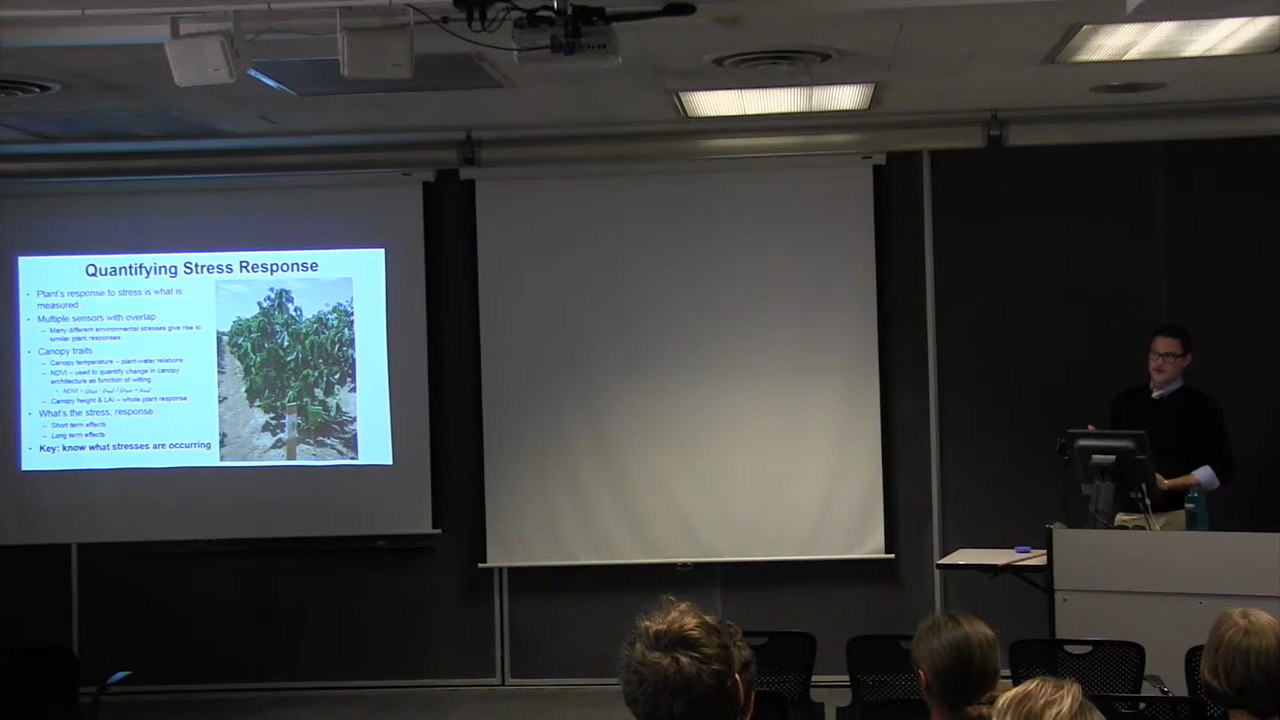 Quantifying Stress Response
• Plant's response to stress is what is
measured
• Multiple sensors with overlap
– Many different environmental stresses give rise to
similar plant responses
• Canopy traits
– Canopy temperature – plant-water relations
– NDVI – used to quantify change in canopy
architecture as function of wilting
• NDVI =
– Canopy height & LAI – whole plant response
• What's the stress, response
– Short term effects
– Long term effects
• Key: know what stresses are occurring